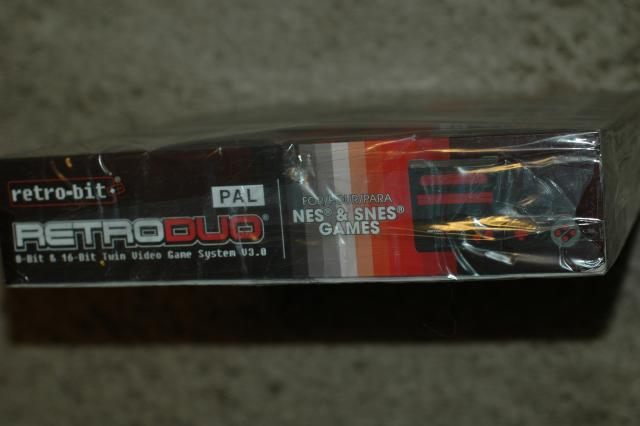 retro-bit®
PAL
RETRODUO®
8-Bit & 16-Bit Twin Video Game System V3.0
FOR/POUR/PARA
NES® & SNES®
GAMES